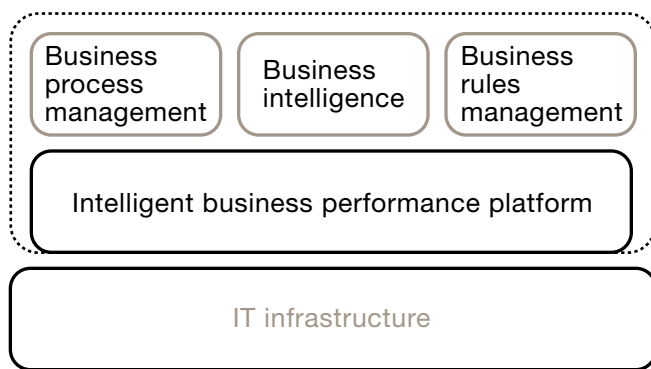 Business
process
management
Business
intelligence
Business
rules
management
Intelligent business performance platform
IT infrastructure